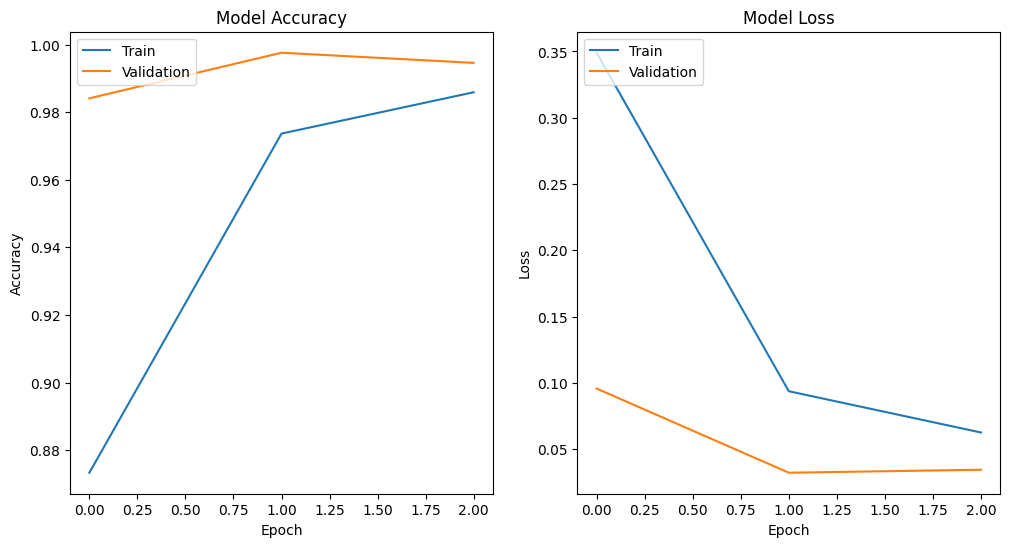 Model Accuracy
Train
Validation
1.00
0.98
0.96
0.94
0.92
0.90
0.88
Accuracy
0.00 0.25 0.50 0.75 1.00 1.25 1.50 1.75 2.00
Epoch
Model Loss
Train
Validation
0.35
0.30
0.25
0.20
0.15
0.10
0.05
Loss
0.00 0.25 0.50 0.75 1.00 1.25 1.50 1.75 2.00
Epoch